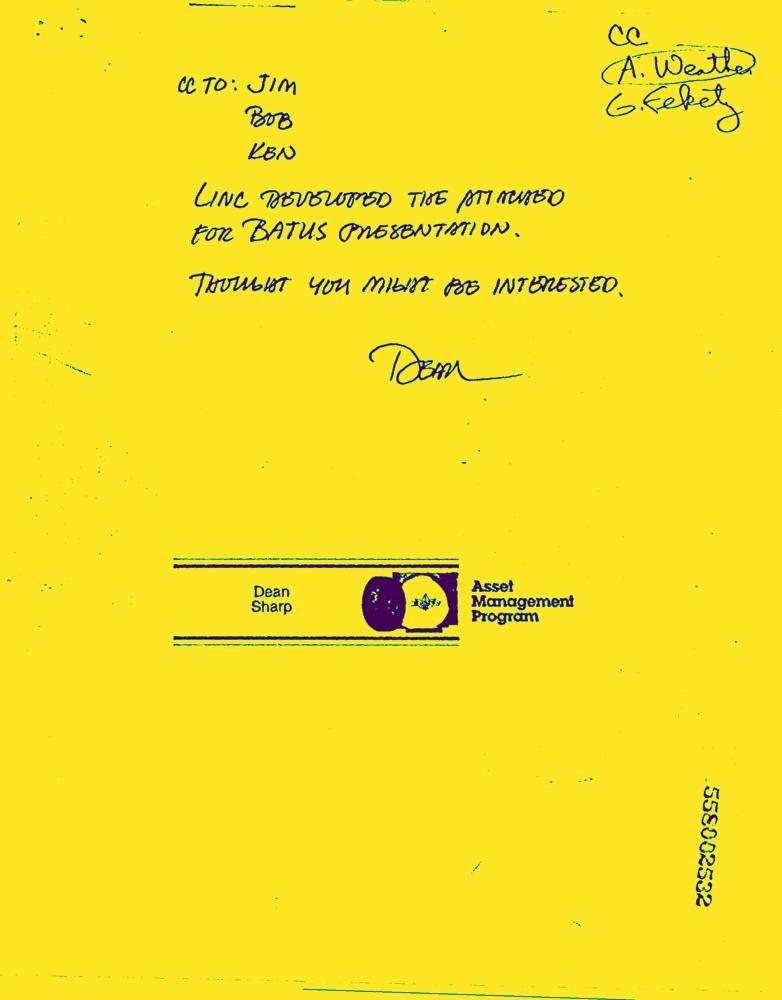 CC
A. Weather
G. Fekety
CC TO: JIM
BOB
KEN
LINC DEVELOPED THE ATTACHED
FOR BATUS PRESENTATION.
THOUGHT YOU MIGHT BE INTERESTED.
DEAN
Dean
Sharp
Asset
Management
Program
558002532